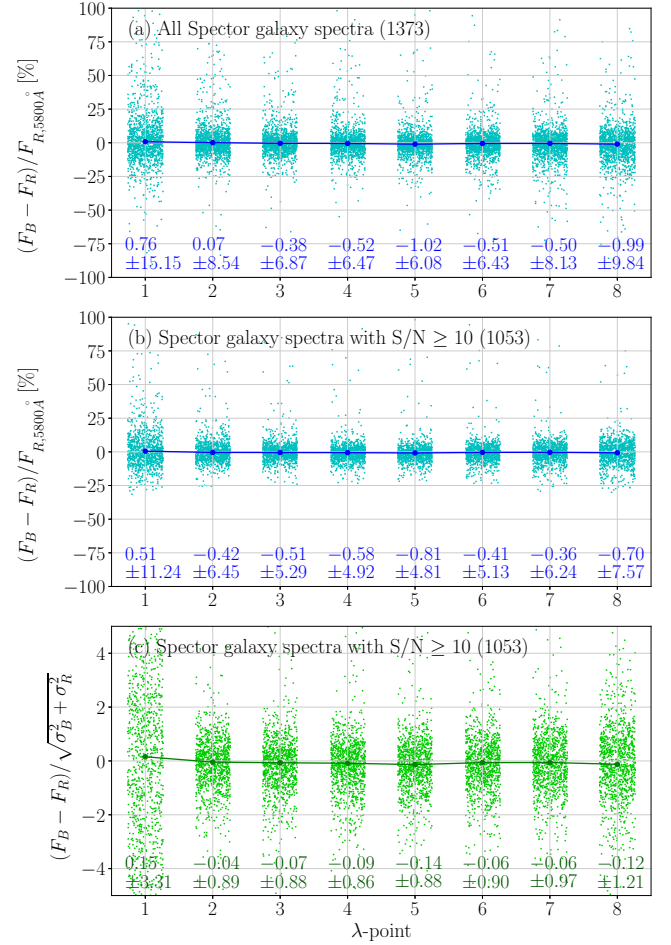 (a) All Spector galaxy spectra (1373)
(F_B − F_R)/F_{R,5800Å} [%]
100
75
50
25
0
−25
−50
−75
−100
0.76 0.07 −0.38 −0.52 −1.02 −0.51 −0.50 −0.99
±15.15 ±8.54 ±6.87 ±6.47 ±6.08 ±6.43 ±8.13 ±9.84
1 2 3 4 5 6 7 8
(b) Spector galaxy spectra with S/N ≥ 10 (1053)
(F_B − F_R)/F_{R,5800Å} [%]
100
75
50
25
0
−25
−50
−75
−100
0.51 −0.42 −0.51 −0.58 −0.81 −0.41 −0.36 −0.70
±11.24 ±6.45 ±5.29 ±4.92 ±4.81 ±5.13 ±6.24 ±7.57
1 2 3 4 5 6 7 8
(c) Spector galaxy spectra with S/N ≥ 10 (1053)
(F_B − F_R)/√(σ_B^2 + σ_R^2)
4
2
0
−2
−4
0.15 −0.04 −0.07 −0.09 −0.14 −0.06 −0.06 −0.12
±3.31 ±0.89 ±0.88 ±0.86 ±0.88 ±0.90 ±0.97 ±1.21
1 2 3 4 5 6 7 8
λ-point